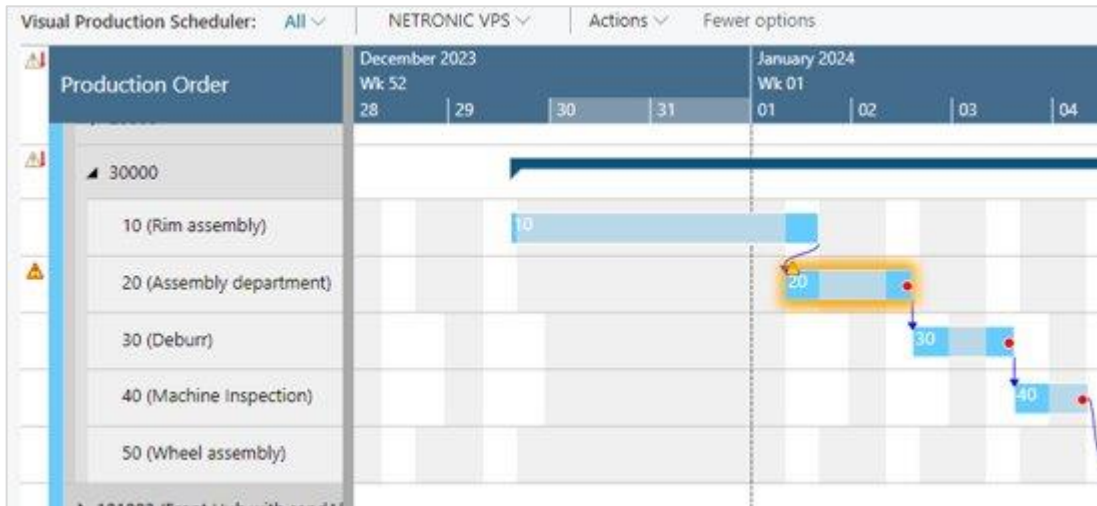 Visual Production Scheduler: All NETRONIC VPS Actions Fewer options
Production Order
December 2023 January 2024
Wk 52 Wk 01
28 29 30 31 01 02 03 04
30000
10 (Rim assembly) 10
20 (Assembly department) 20
30 (Deburr) 30
40 (Machine Inspection) 40
50 (Wheel assembly)